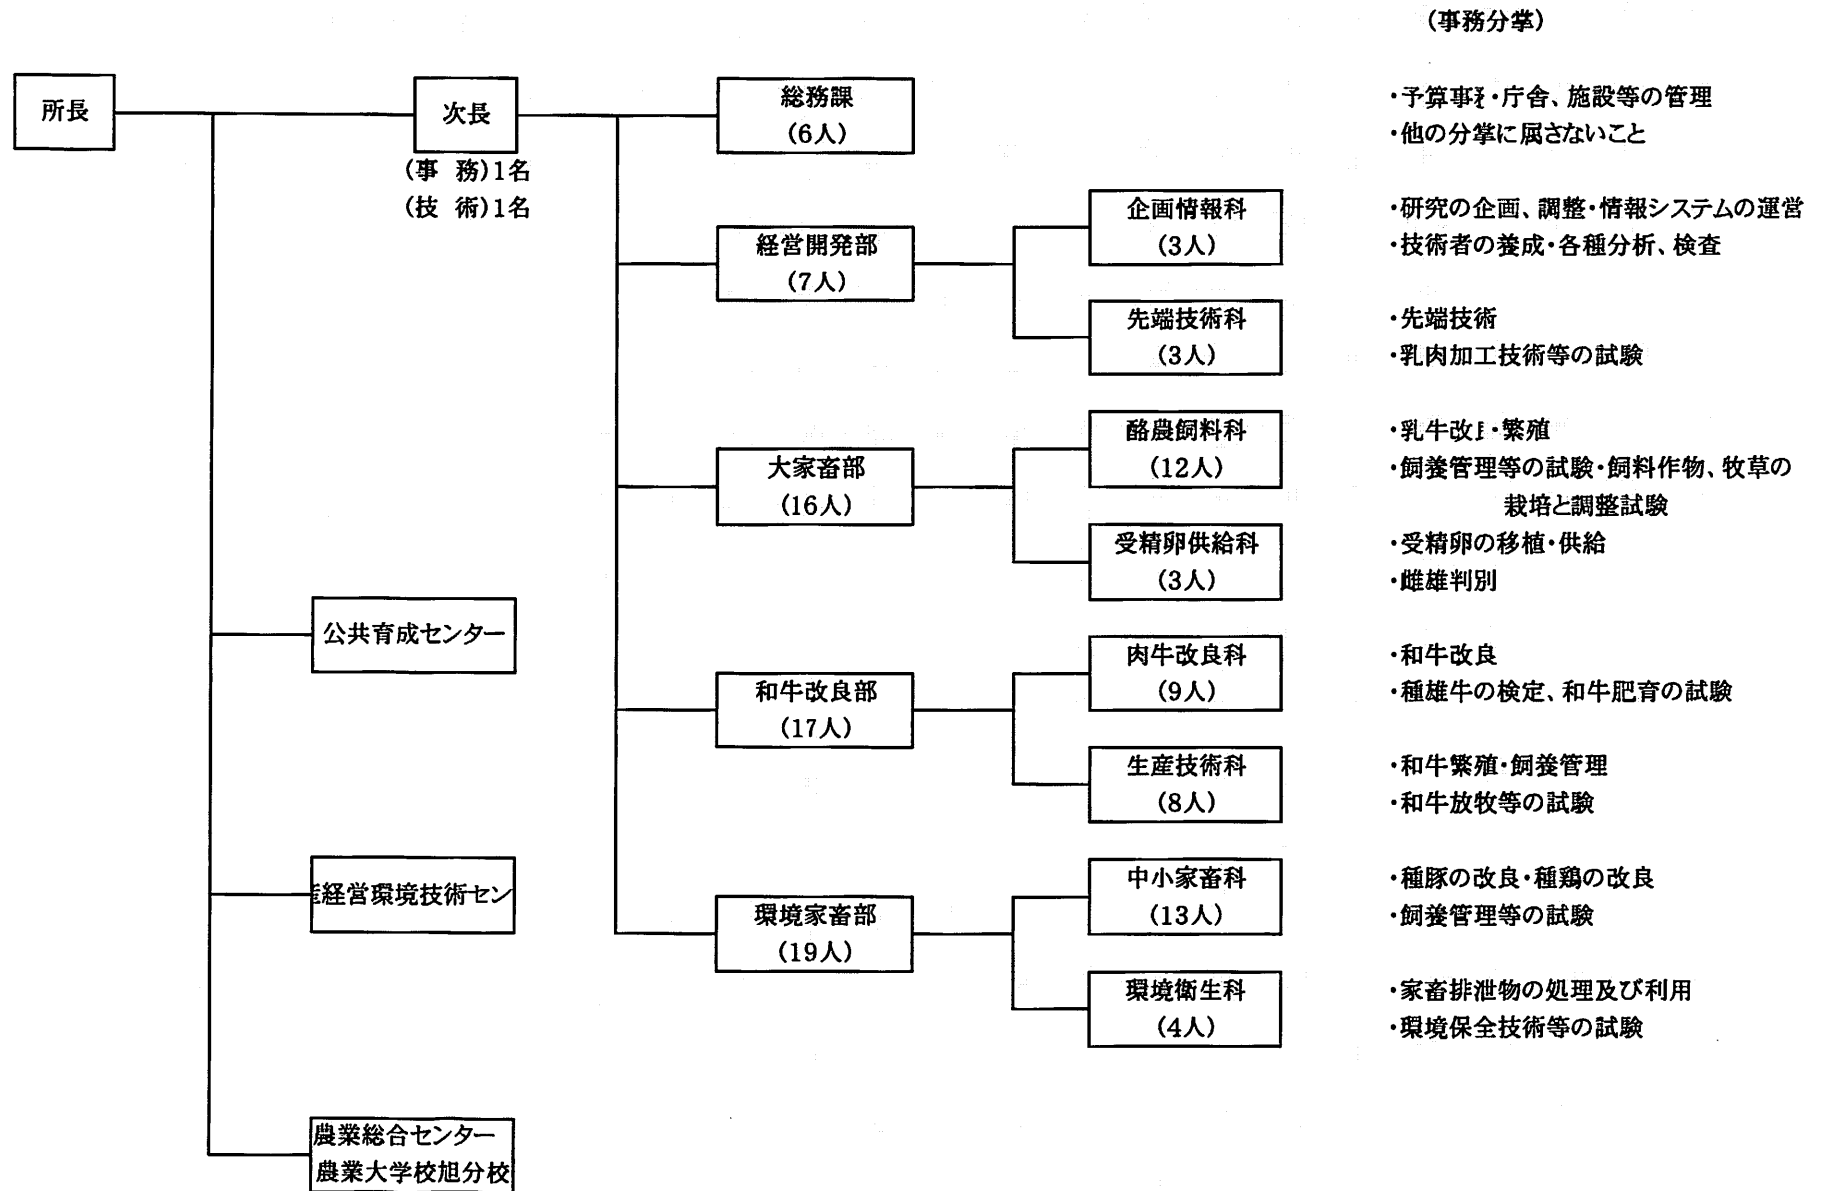 (事務分掌)
所長
次長
(事 務)1名
(技 術)1名
総務課
(6人)
・予算事・庁舎、施設等の管理
・他の分掌に属さないこと
経営開発部
(7人)
企画情報科
(3人)
・研究の企画、調整・情報システムの運営
・技術者の養成・各種分析、検査
先端技術科
(3人)
・先端技術
・乳肉加工技術等の試験
大家畜部
(16人)
酪農飼料科
(12人)
・乳牛改・繁殖
・飼養管理等の試験・飼料作物、牧草の
栽培と調整試験
受精卵供給科
(3人)
・受精卵の移植・供給
・雌雄判別
公共育成センター
和牛改良部
(17人)
肉牛改良科
(9人)
・和牛改良
・種雄牛の検定、和牛肥育の試験
生産技術科
(8人)
・和牛繁殖・飼養管理
・和牛放牧等の試験
経営環境技術セン
環境家畜部
(19人)
中小家畜科
(13人)
・種豚の改良・種鶏の改良
・飼養管理等の試験
環境衛生科
(4人)
・家畜排泄物の処理及び利用
・環境保全技術等の試験
農業総合センター
農業大学校旭分校